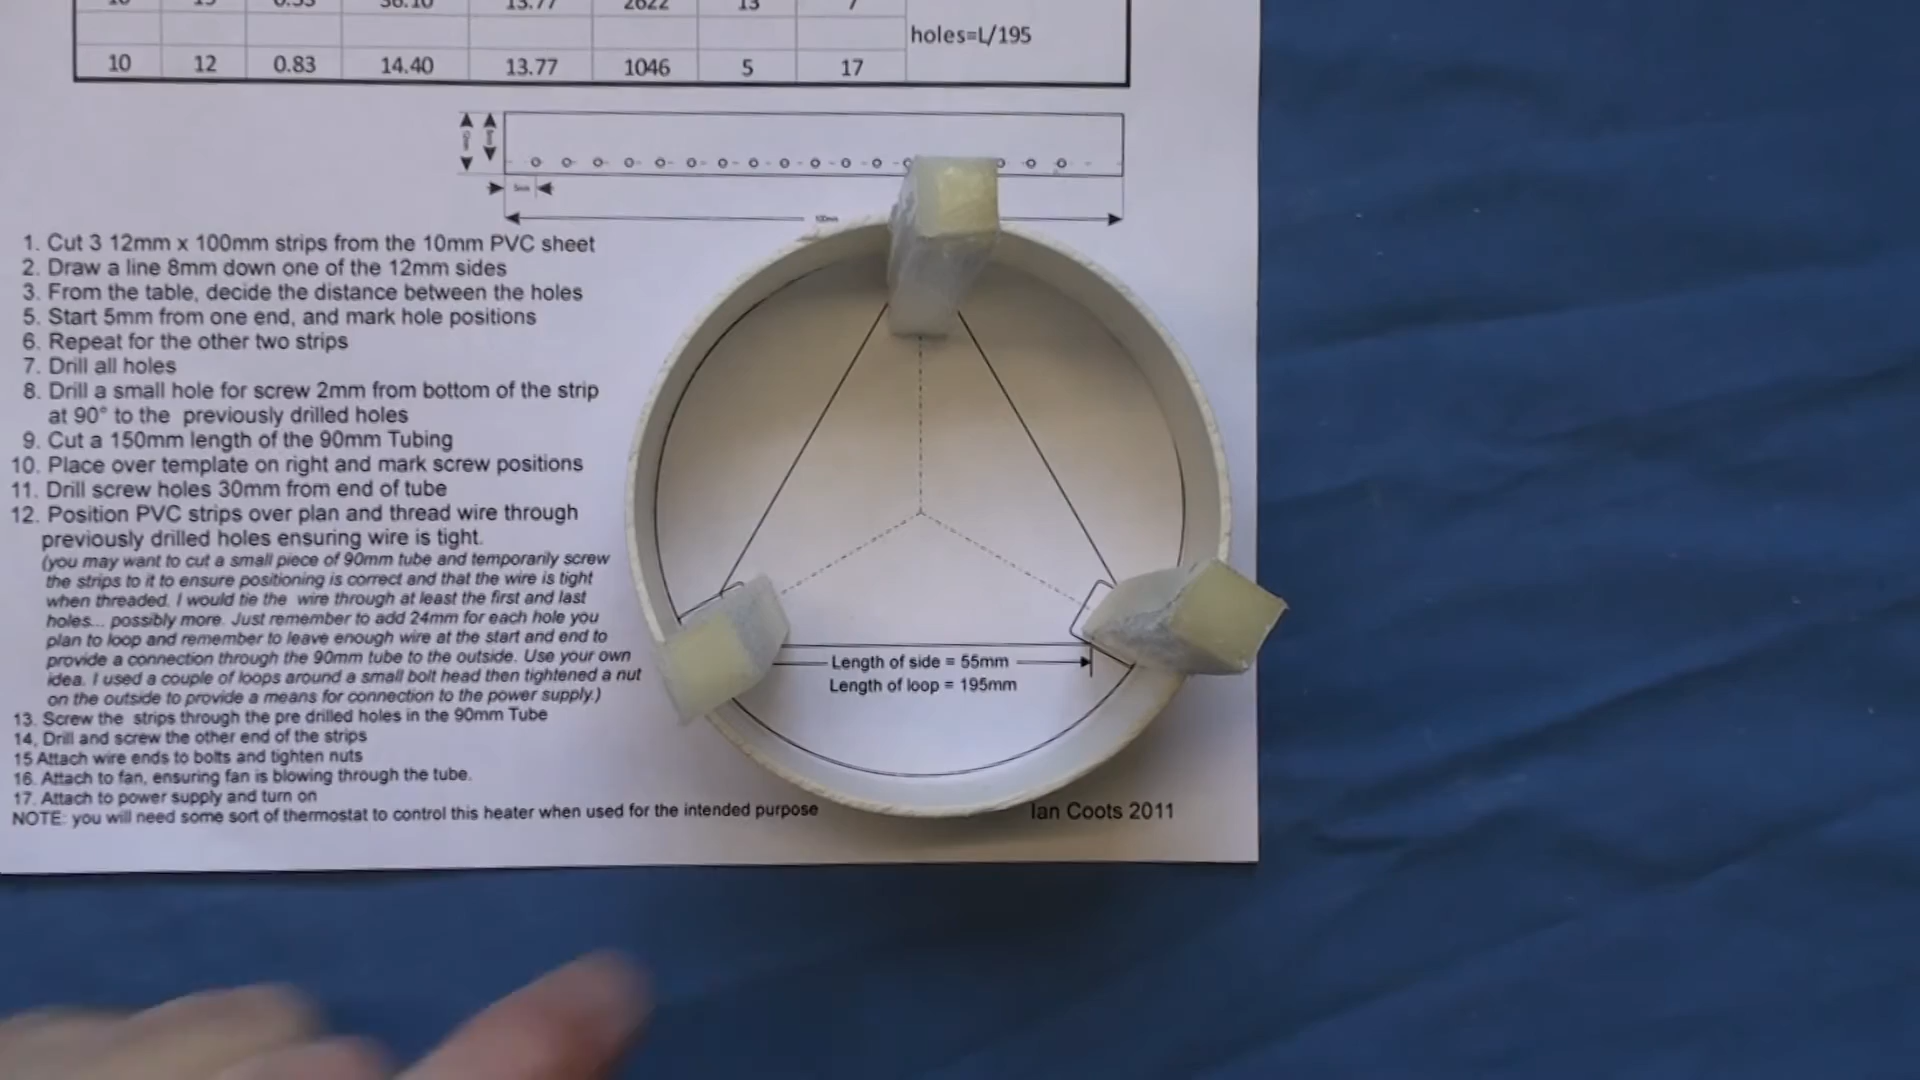 10 13 0.33 36.10 13.77 2622 13 7
holes=L/195
10 12 0.83 14.40 13.77 1046 5 17
5mm
100mm
1. Cut 3 12mm x 100mm strips from the 10mm PVC sheet
2. Draw a line 8mm down one of the 12mm sides
3. From the table, decide the distance between the holes
5. Start 5mm from one end, and mark hole positions
6. Repeat for the other two strips
7. Drill all holes
8. Drill a small hole for screw 2mm from bottom of the strip
at 90° to the previously drilled holes
9. Cut a 150mm length of the 90mm Tubing
10. Place over template on right and mark screw positions
11. Drill screw holes 30mm from end of tube
12. Position PVC strips over plan and thread wire through
previously drilled holes ensuring wire is tight.
(you may want to cut a small piece of 90mm tube and temporarily screw
the strips to it to ensure positioning is correct and that the wire is tight
when threaded. I would tie the wire through at least the first and last
holes... possibly more. Just remember to add 24mm for each hole you
plan to loop and remember to leave enough wire at the start and end to
provide a connection through the 90mm tube to the outside. Use your own
idea. I used a couple of loops around a small bolt head then tightened a nut
on the outside to provide a means for connection to the power supply.)
13. Screw the strips through the pre drilled holes in the 90mm Tube
14, Drill and screw the other end of the strips
15 Attach wire ends to bolts and tighten nuts
16. Attach to fan, ensuring fan is blowing through the tube.
17. Attach to power supply and turn on
NOTE: you will need some sort of thermostat to control this heater when used for the intended purpose
Length of side = 55mm
Length of loop = 195mm
Ian Coots 2011